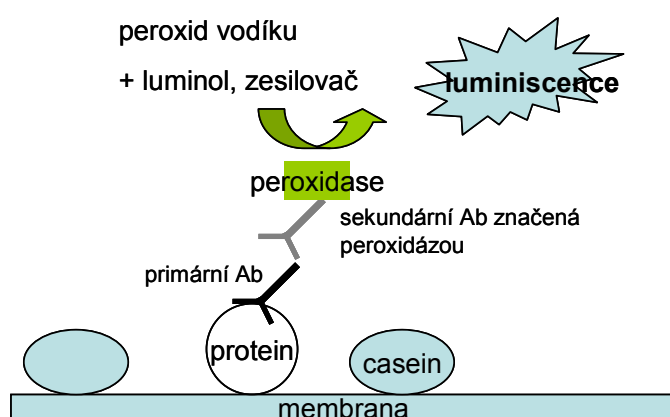 peroxid vodíku
+ luminol, zesilovač
luminiscence
peroxidase
sekundární Ab značená
peroxidázou
primární Ab
protein
casein
membrana